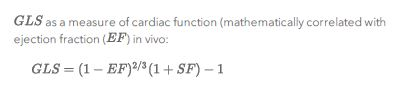 GLS as a measure of cardiac function (mathematically correlated with
ejection fraction (EF) in vivo:
GLS = (1 − EF)^{2/3}(1 + SF) − 1